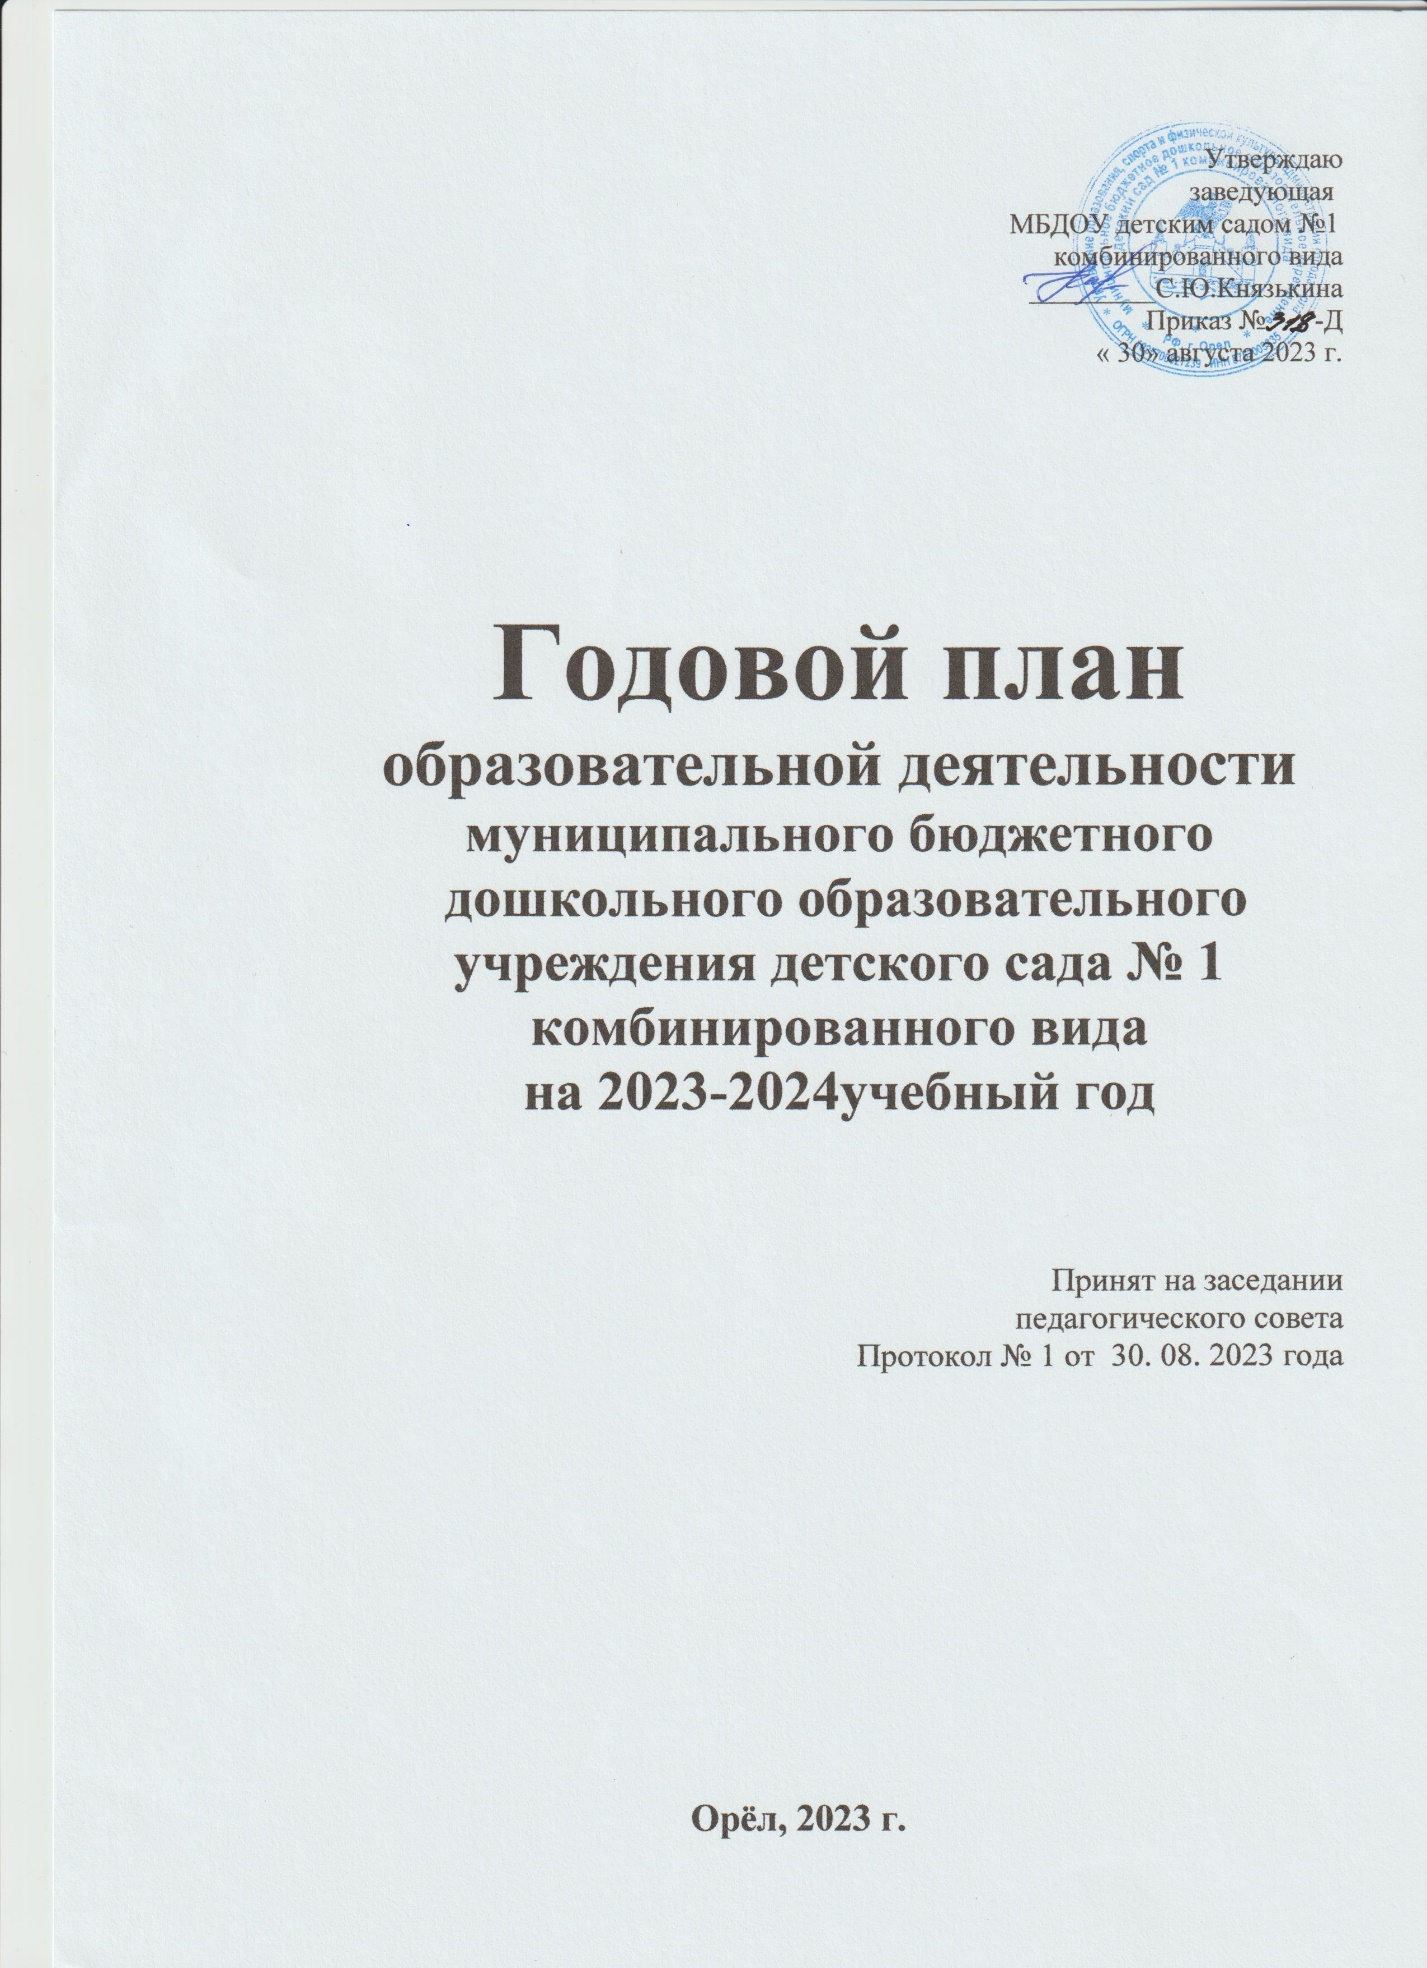 Утверждаю
заведующая
МБДОУ детским садом №1
комбинированного вида
_________С.Ю.Князькина
Приказ №318-Д
« 30» августа 2023 г.
Годовой план
образовательной деятельности
муниципального бюджетного
дошкольного образовательного
учреждения детского сада № 1
комбинированного вида
на 2023-2024учебный год
Принят на заседании
педагогического совета
Протокол № 1 от 30. 08. 2023 года
Орёл, 2023 г.